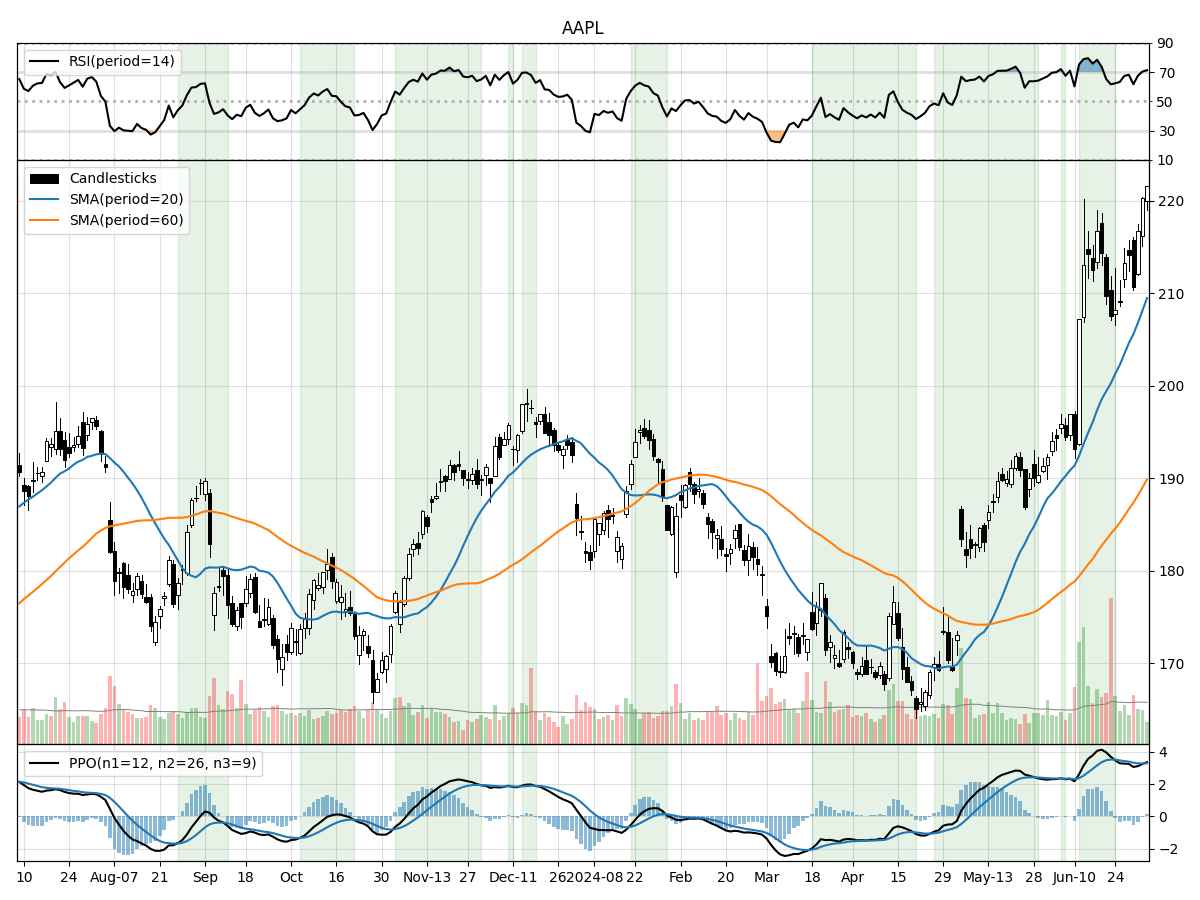 AAPL
RSI(period=14)
90
70
50
30
10
Candlesticks
SMA(period=20)
SMA(period=60)
220
210
200
190
180
170
PPO(n1=12, n2=26, n3=9)
4
2
0
−2
10 24 Aug-07 21 Sep 18 Oct 16 30 Nov-13 27 Dec-11 26 2024-08 22 Feb 20 Mar 18 Apr 15 29 May-13 28 Jun-10 24